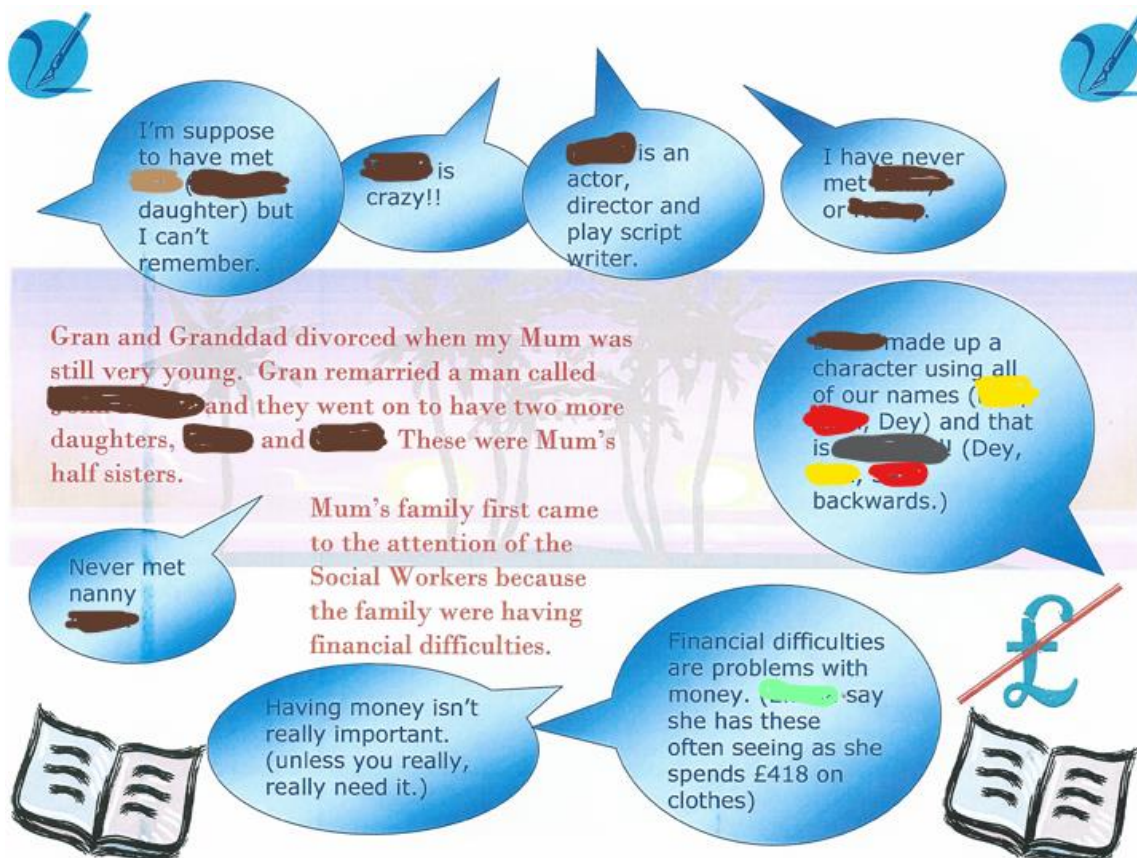 I'm suppose
to have met
(
daughter) but
I can't
remember.
is
crazy!!
is an
actor,
director and
play script
writer.
I have never
met
or .
Gran and Granddad divorced when my Mum was
still very young. Gran remarried a man called
and they went on to have two more
daughters, and These were Mum's
half sisters.
made up a
character using all
of our names (
, Dey) and that
is ! (Dey,
,
backwards.)
Mum's family first came
to the attention of the
Social Workers because
the family were having
financial difficulties.
Never met
nanny
Financial difficulties
are problems with
money. ( say
she has these
often seeing as she
spends £418 on
clothes)
£
Having money isn't
really important.
(unless you really,
really need it.)